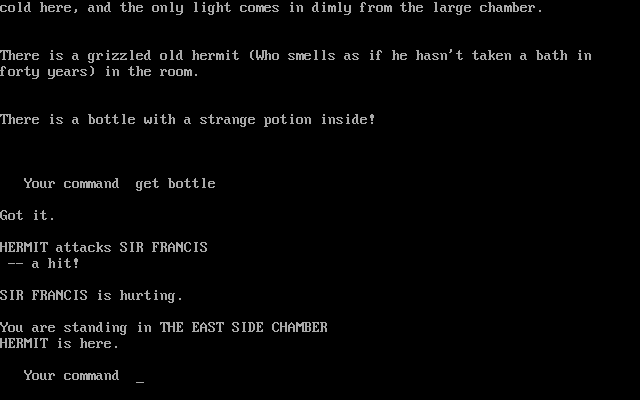 cold here, and the only light comes in dimly from the large chamber.
There is a grizzled old hermit (Who smells as if he hasn't taken a bath in
forty years) in the room.
There is a bottle with a strange potion inside!
Your command  get bottle
Got it.
HERMIT attacks SIR FRANCIS
-- a hit!
SIR FRANCIS is hurting.
You are standing in THE EAST SIDE CHAMBER
HERMIT is here.
Your command  _